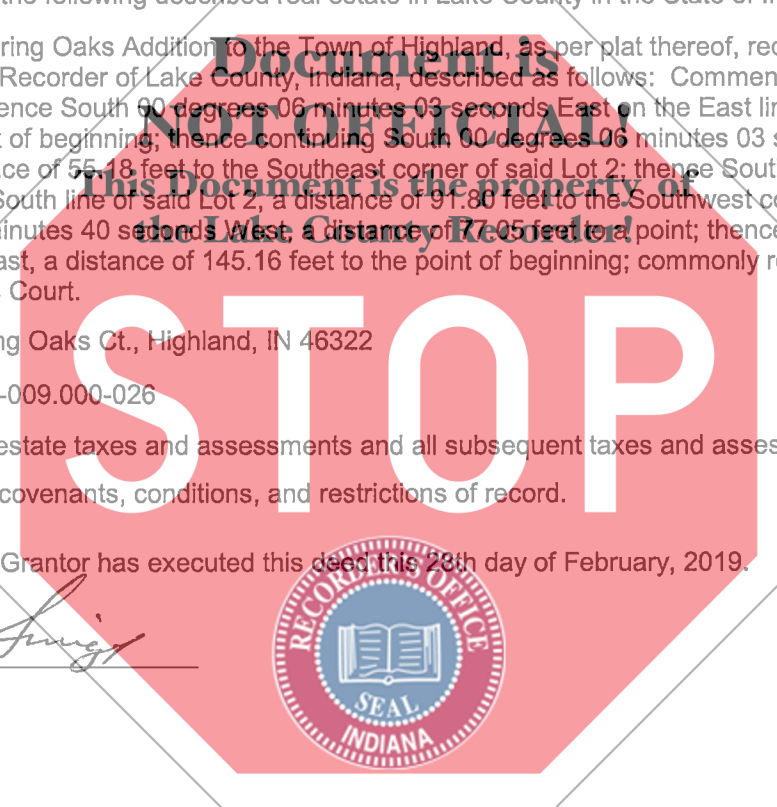 the following described real estate in Lake County in the State of
ring Oaks Addition to the Town of Highland, as per plat thereof, rec
Recorder of Lake County, Indiana, described as follows: Commen
ence South 00 degrees 06 minutes 03 seconds East on the East lin
of beginning; thence continuing South 00 degrees 06 minutes 03 s
ce of 55.18 feet to the Southeast corner of said Lot 2; thence Sout
South line of said Lot 2, a distance of 91.80 feet to the Southwest co
inutes 40 seconds West, a distance of 77.05 feet to a point; thence
ast, a distance of 145.16 feet to the point of beginning; commonly
Court.
ng Oaks Ct., Highland, IN 46322
-009.000-026
estate taxes and assessments and all subsequent taxes and asses
covenants, conditions, and restrictions of record.
Grantor has executed this deed this 28th day of February, 2019.
Document is
NOT OFFICIAL!
This Document is the property of
the Lake County Recorder!
STOP
RECORDER'S OFFICE
SEAL
INDIANA